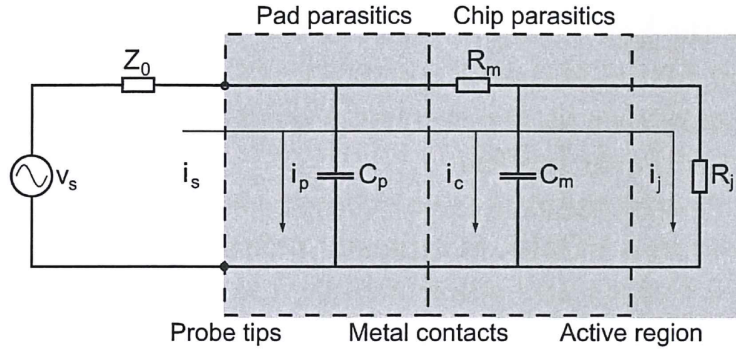 Pad parasitics Chip parasitics
Z₀ Rₘ
vₛ iₛ iₚ Cₚ i꜀ Cₘ iⱼ Rⱼ
Probe tips Metal contacts Active region